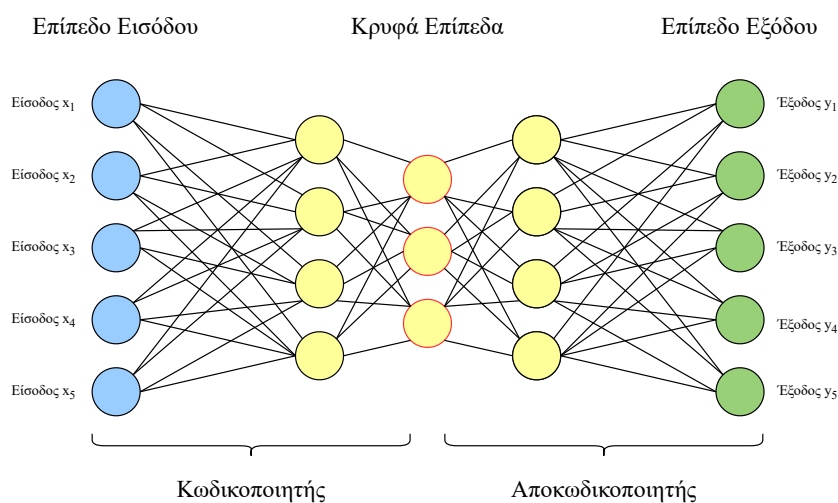 Επίπεδο Εισόδου
Κρυφά Επίπεδα
Επίπεδο Εξόδου
Είσοδος x1
Έξοδος y1
Είσοδος x2
Έξοδος y2
Είσοδος x3
Έξοδος y3
Είσοδος x4
Έξοδος y4
Είσοδος x5
Έξοδος y5
Κωδικοποιητής
Αποκωδικοποιητής